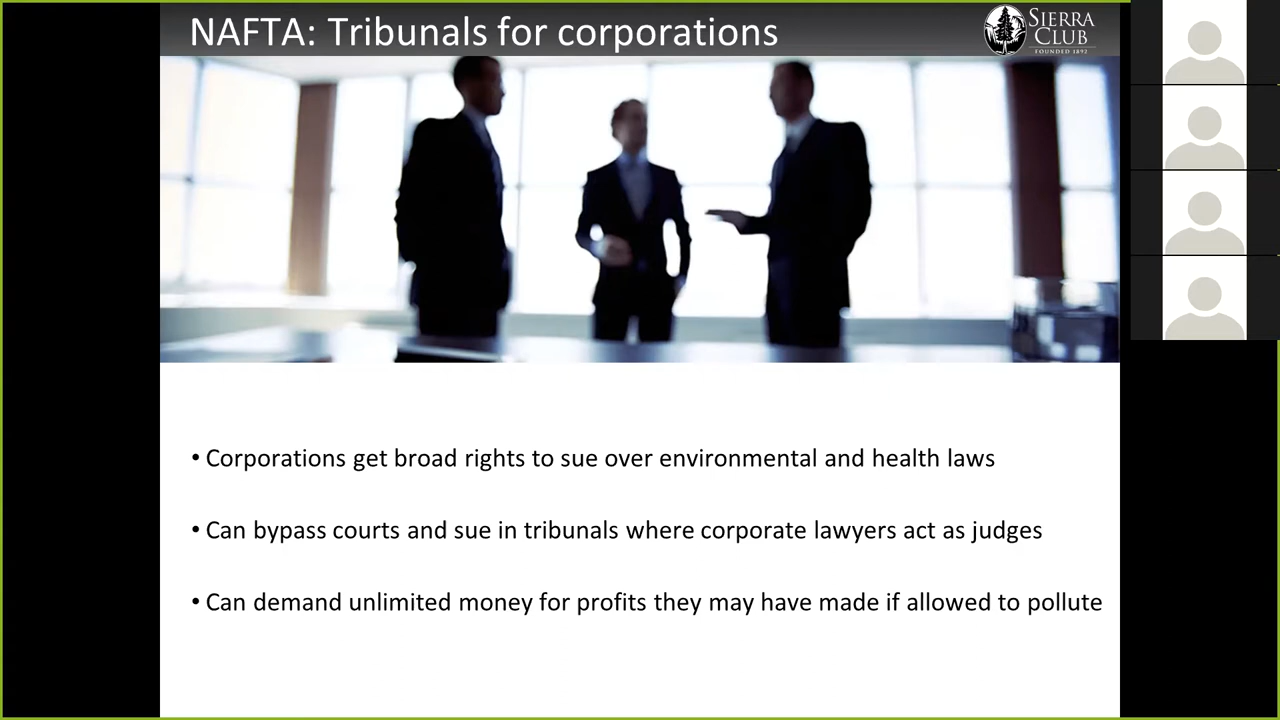 NAFTA: Tribunals for corporations
SIERRA
CLUB
FOUNDED 1892
• Corporations get broad rights to sue over environmental and health laws
• Can bypass courts and sue in tribunals where corporate lawyers act as judges
• Can demand unlimited money for profits they may have made if allowed to pollute